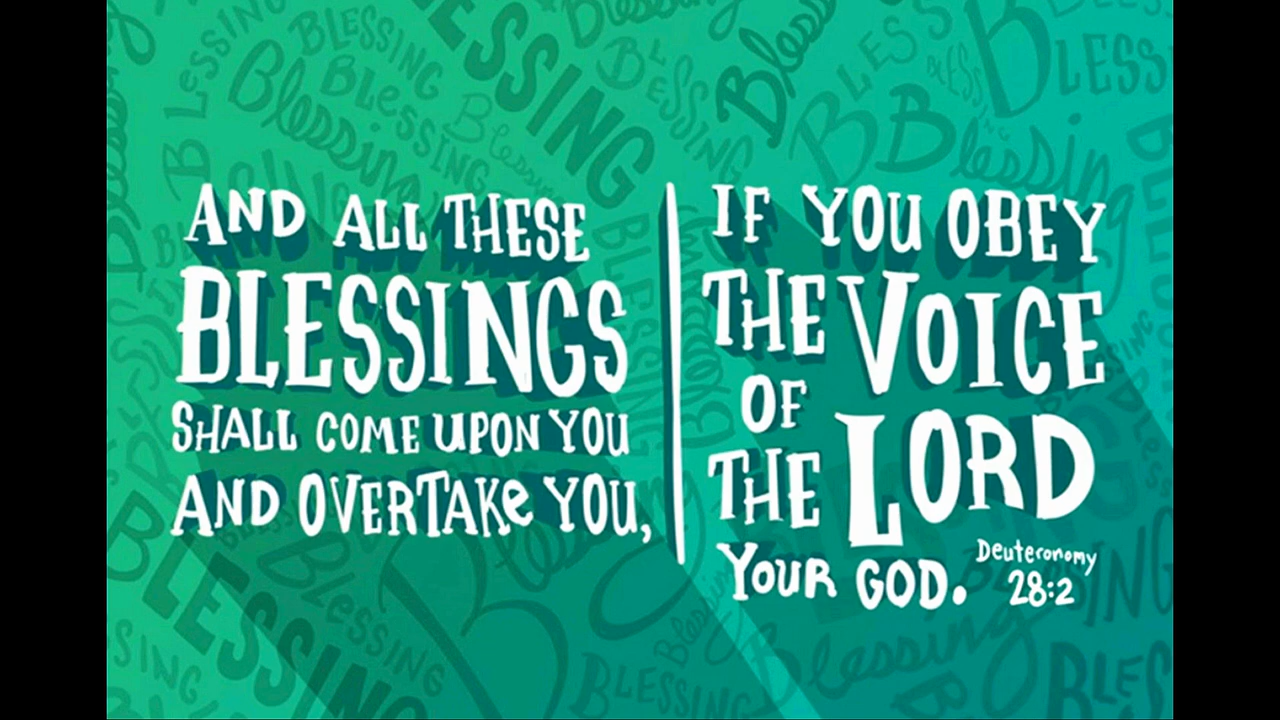 AND ALL THESE
BLESSINGS
SHALL COME UPON YOU
AND OVERTAKE YOU,
IF YOU OBEY
THE VOICE
OF
THE LORD
YOUR GOD.
Deuteronomy
28:2